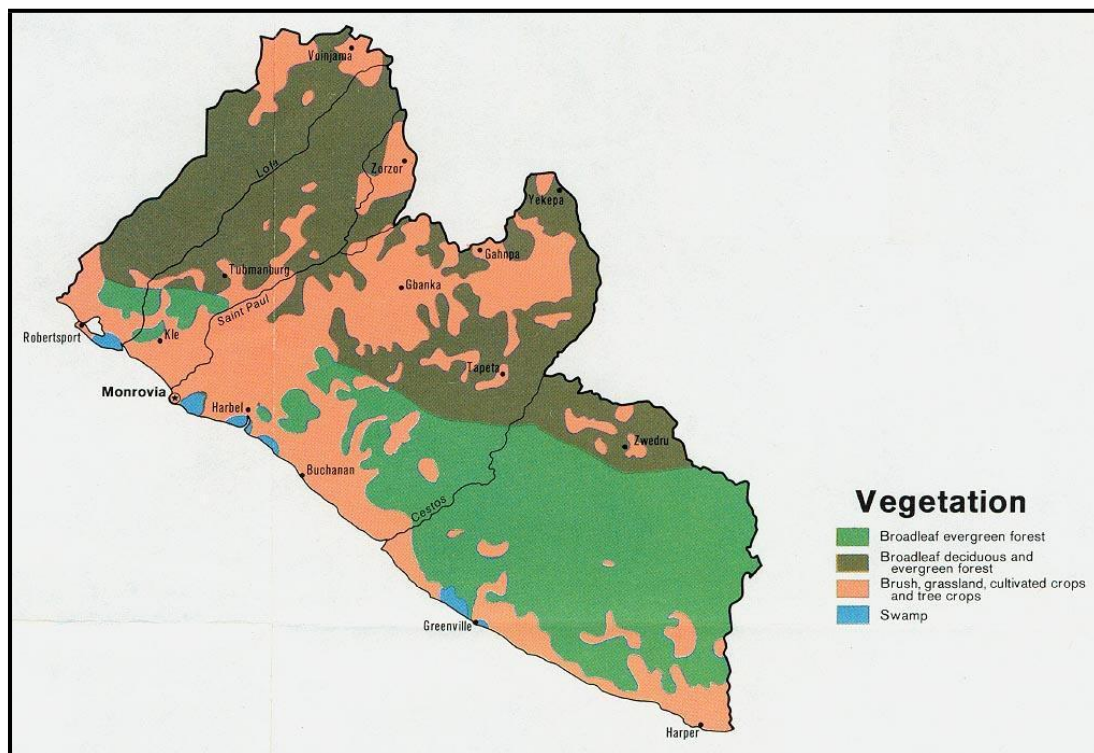 Voinjama
Lofa
Zorzor
Yekepa
Gahnpa
Tubmanburg
Gbanka
Saint Paul
Robertsport
Kle
Tapeta
Monrovia
Harbel
Zwedru
Buchanan
Cestos
Greenville
Harper
Vegetation
Broadleaf evergreen forest
Broadleaf deciduous and
evergreen forest
Brush, grassland, cultivated crops
and tree crops
Swamp